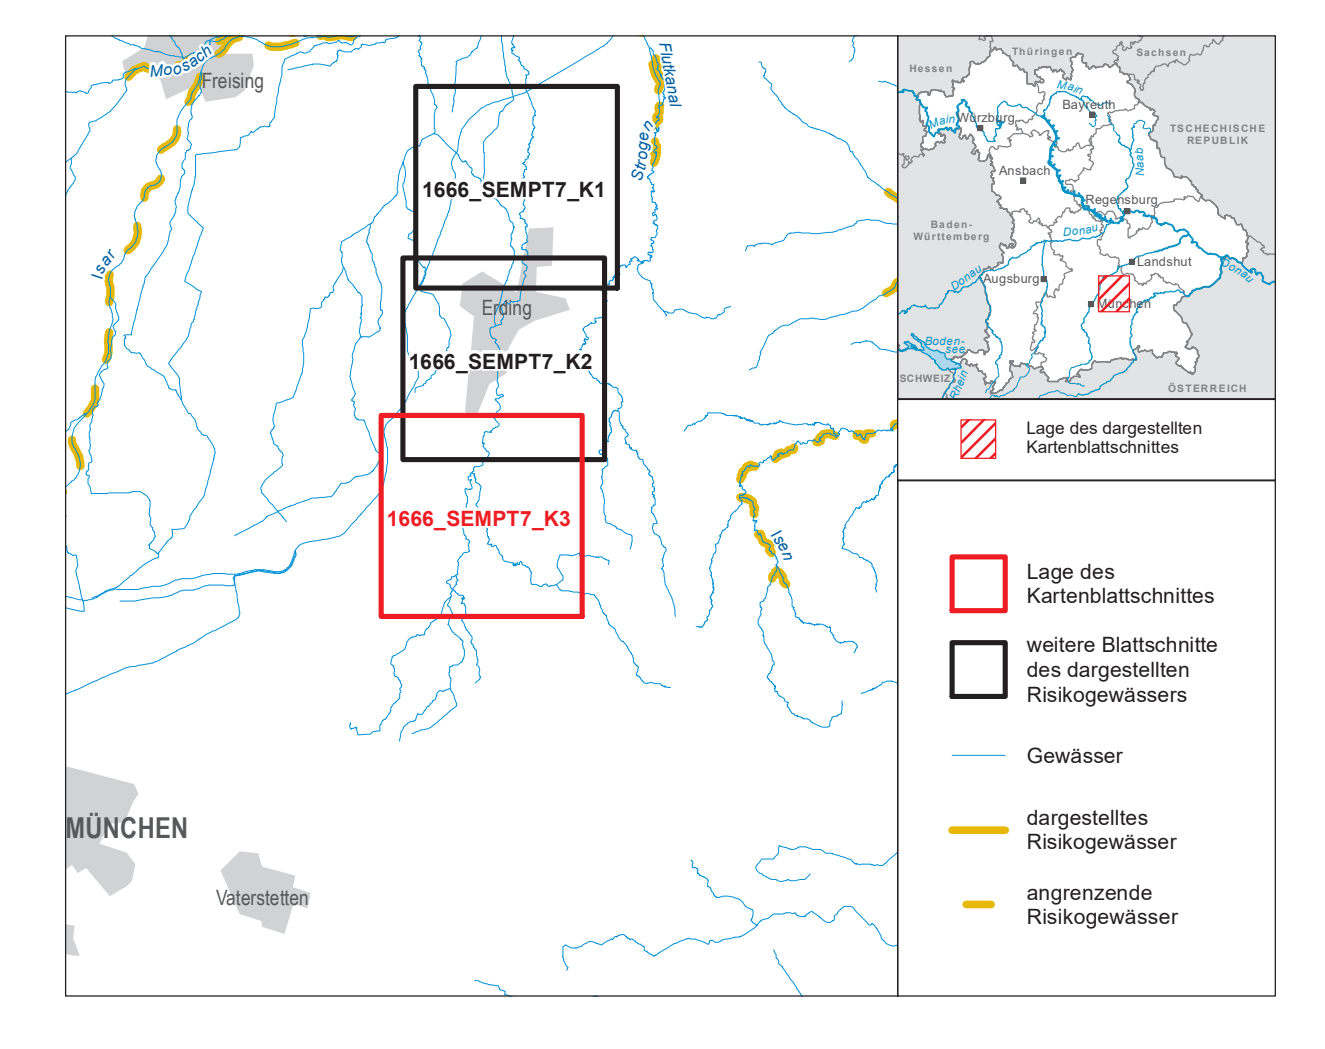 Moosach
Freising
Flutkanal
Strogen
Isar
1666_SEMPT7_K1
Erding
1666_SEMPT7_K2
1666_SEMPT7_K3
Isen
MÜNCHEN
Vaterstetten
Thüringen
Sachsen
Hessen
Main
Bayreuth
Main
Würzburg
TSCHECHISCHE
REPUBLIK
Naab
Ansbach
Regensburg
Baden-
Württemberg
Donau
Landshut
Donau
Donau
Augsburg
München
Boden-
see
SCHWEIZ
Rhein
ÖSTERREICH
Lage des dargestellten
Kartenblattschnittes
Lage des
Kartenblattschnittes
weitere Blattschnitte
des dargestellten
Risikogewässers
Gewässer
dargestelltes
Risikogewässer
angrenzende
Risikogewässer